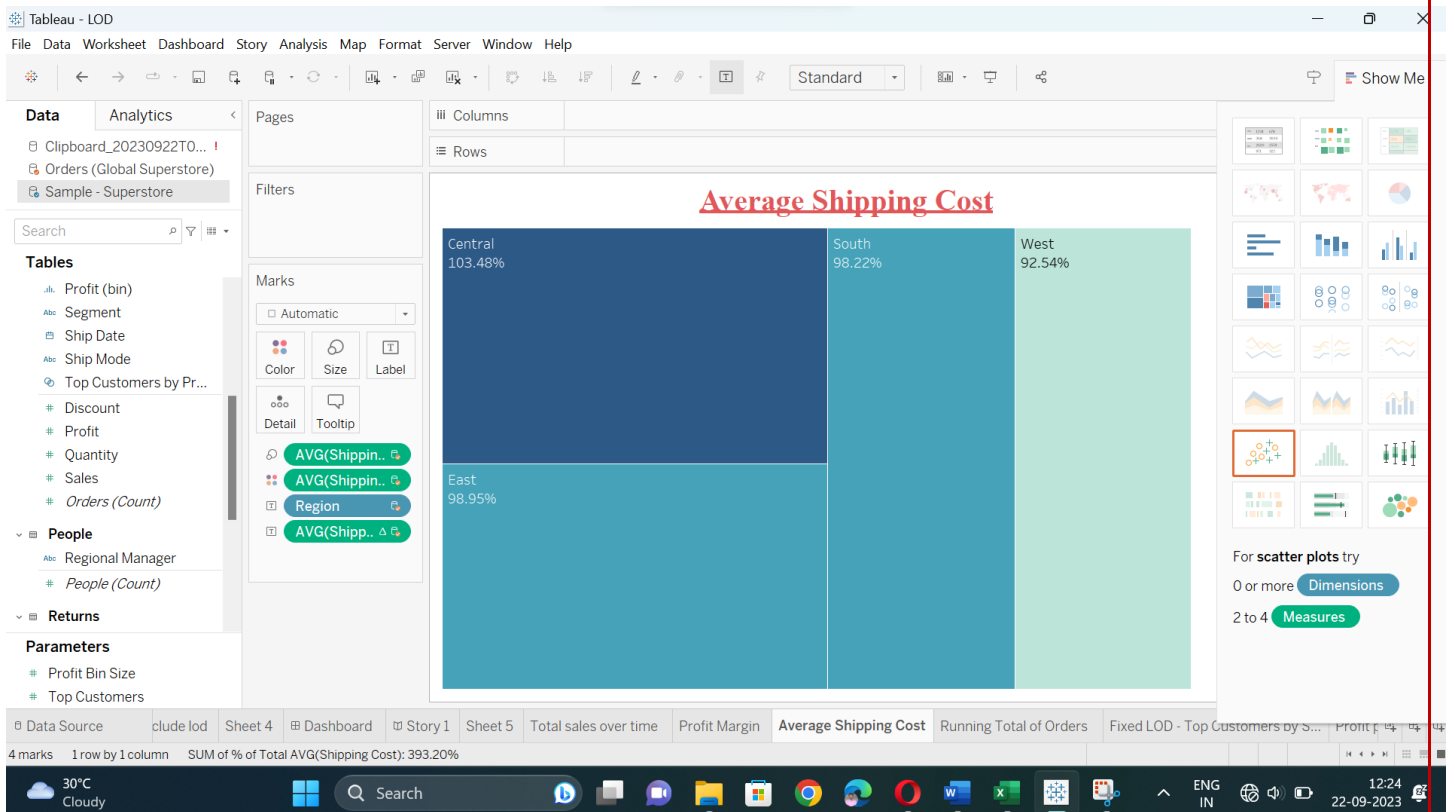 Tableau - LOD
File Data Worksheet Dashboard Story Analysis Map Format Server Window Help
Standard
Show Me
Data Analytics
Clipboard_20230922T0... !
Orders (Global Superstore)
Sample - Superstore
Search
Tables
Profit (bin)
Abc Segment
Ship Date
Abc Ship Mode
Top Customers by Pr...
# Discount
# Profit
# Quantity
# Sales
# Orders (Count)
People
Abc Regional Manager
# People (Count)
Returns
Parameters
# Profit Bin Size
# Top Customers
Pages
Filters
Marks
Automatic
Color Size Label
Detail Tooltip
AVG(Shippin..
AVG(Shippin..
Region
AVG(Shipp.. Δ
Columns
Rows
Average Shipping Cost
Central
103.48%
South
98.22%
West
92.54%
East
98.95%
For scatter plots try
0 or more Dimensions
2 to 4 Measures
Data Source clude lod Sheet 4 Dashboard Story 1 Sheet 5 Total sales over time Profit Margin Average Shipping Cost Running Total of Orders Fixed LOD - Top Customers by S... Profit p
4 marks 1 row by 1 column SUM of % of Total AVG(Shipping Cost): 393.20%
30°C
Cloudy
Search
ENG
IN
12:24
22-09-2023